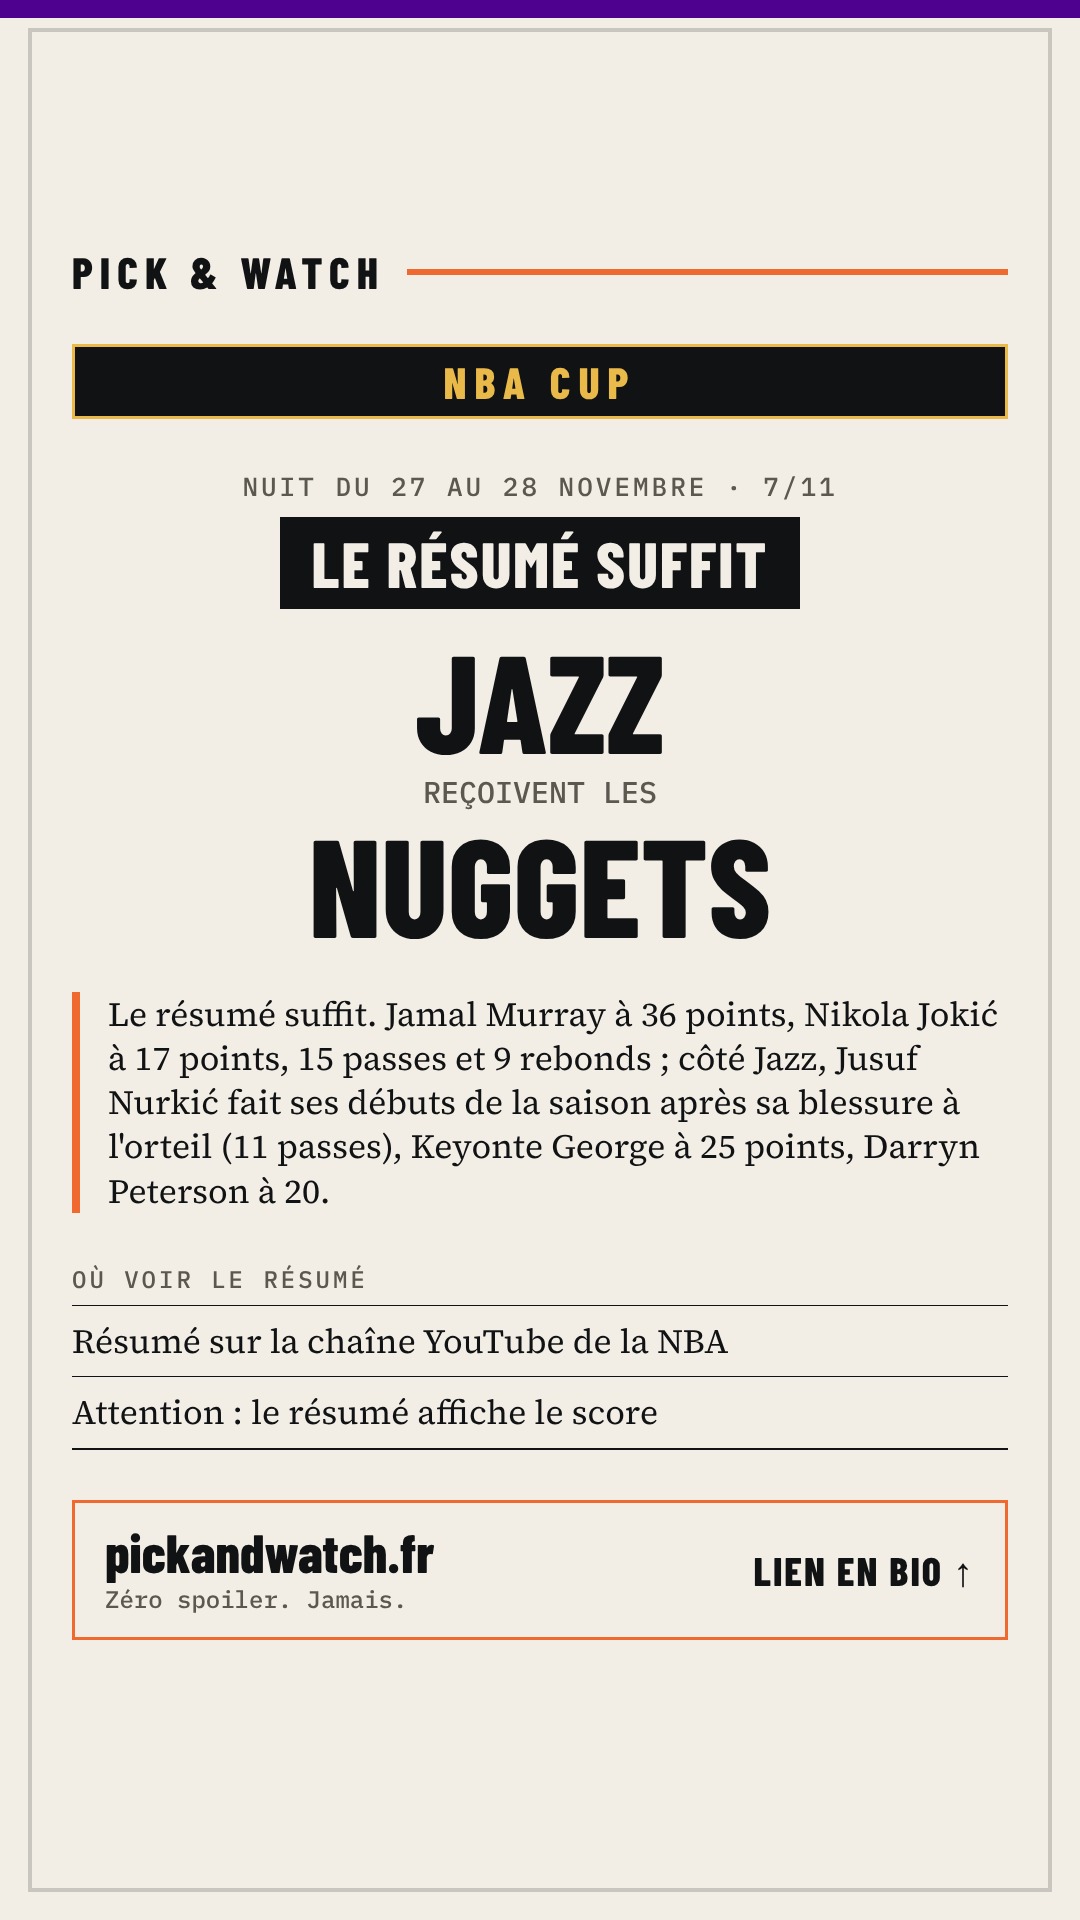 PICK & WATCH
NBA CUP
NUIT DU 27 AU 28 NOVEMBRE · 7/11
LE RÉSUMÉ SUFFIT
JAZZ
REÇOIVENT LES
NUGGETS
Le résumé suffit. Jamal Murray à 36 points, Nikola Jokić
à 17 points, 15 passes et 9 rebonds ; côté Jazz, Jusuf
Nurkić fait ses débuts de la saison après sa blessure à
l'orteil (11 passes), Keyonte George à 25 points, Darryn
Peterson à 20.
OÙ VOIR LE RÉSUMÉ
Résumé sur la chaîne YouTube de la NBA
Attention : le résumé affiche le score
pickandwatch.fr
Zéro spoiler. Jamais.
LIEN EN BIO ↑